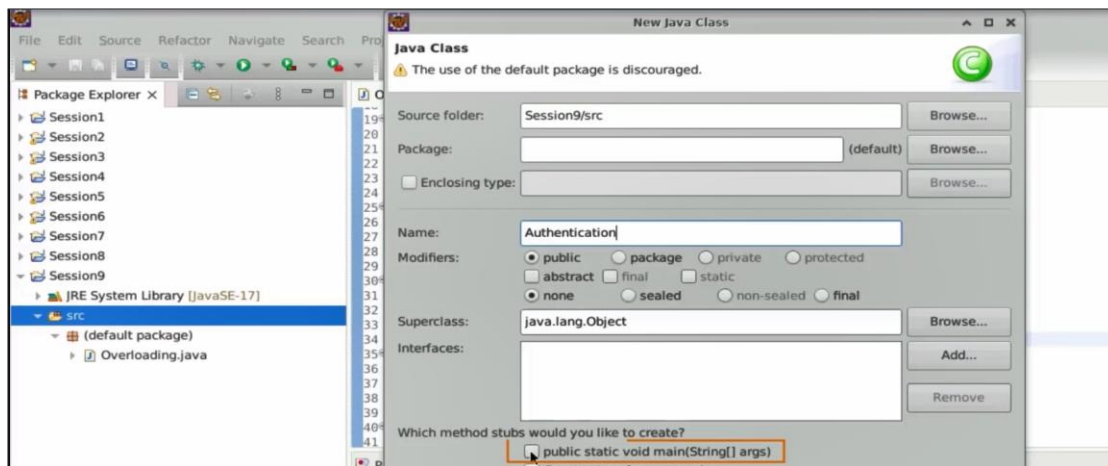 New Java Class
File Edit Source Refactor Navigate Search
Java Class
The use of the default package is discouraged.
Package Explorer
Session1
Session2
Session3
Session4
Session5
Session6
Session7
Session8
Session9
JRE System Library [JavaSE-17]
src
(default package)
Overloading.java
19
20
21
22
23
24
25
26
27
28
29
30
31
32
33
34
35
36
37
38
39
40
41
Source folder: Session9/src Browse...
Package: (default) Browse...
Enclosing type: Browse...
Name: Authentication
Modifiers: public package private protected
abstract final static
none sealed non-sealed final
Superclass: java.lang.Object Browse...
Interfaces: Add...
Remove
Which method stubs would you like to create?
public static void main(String[] args)